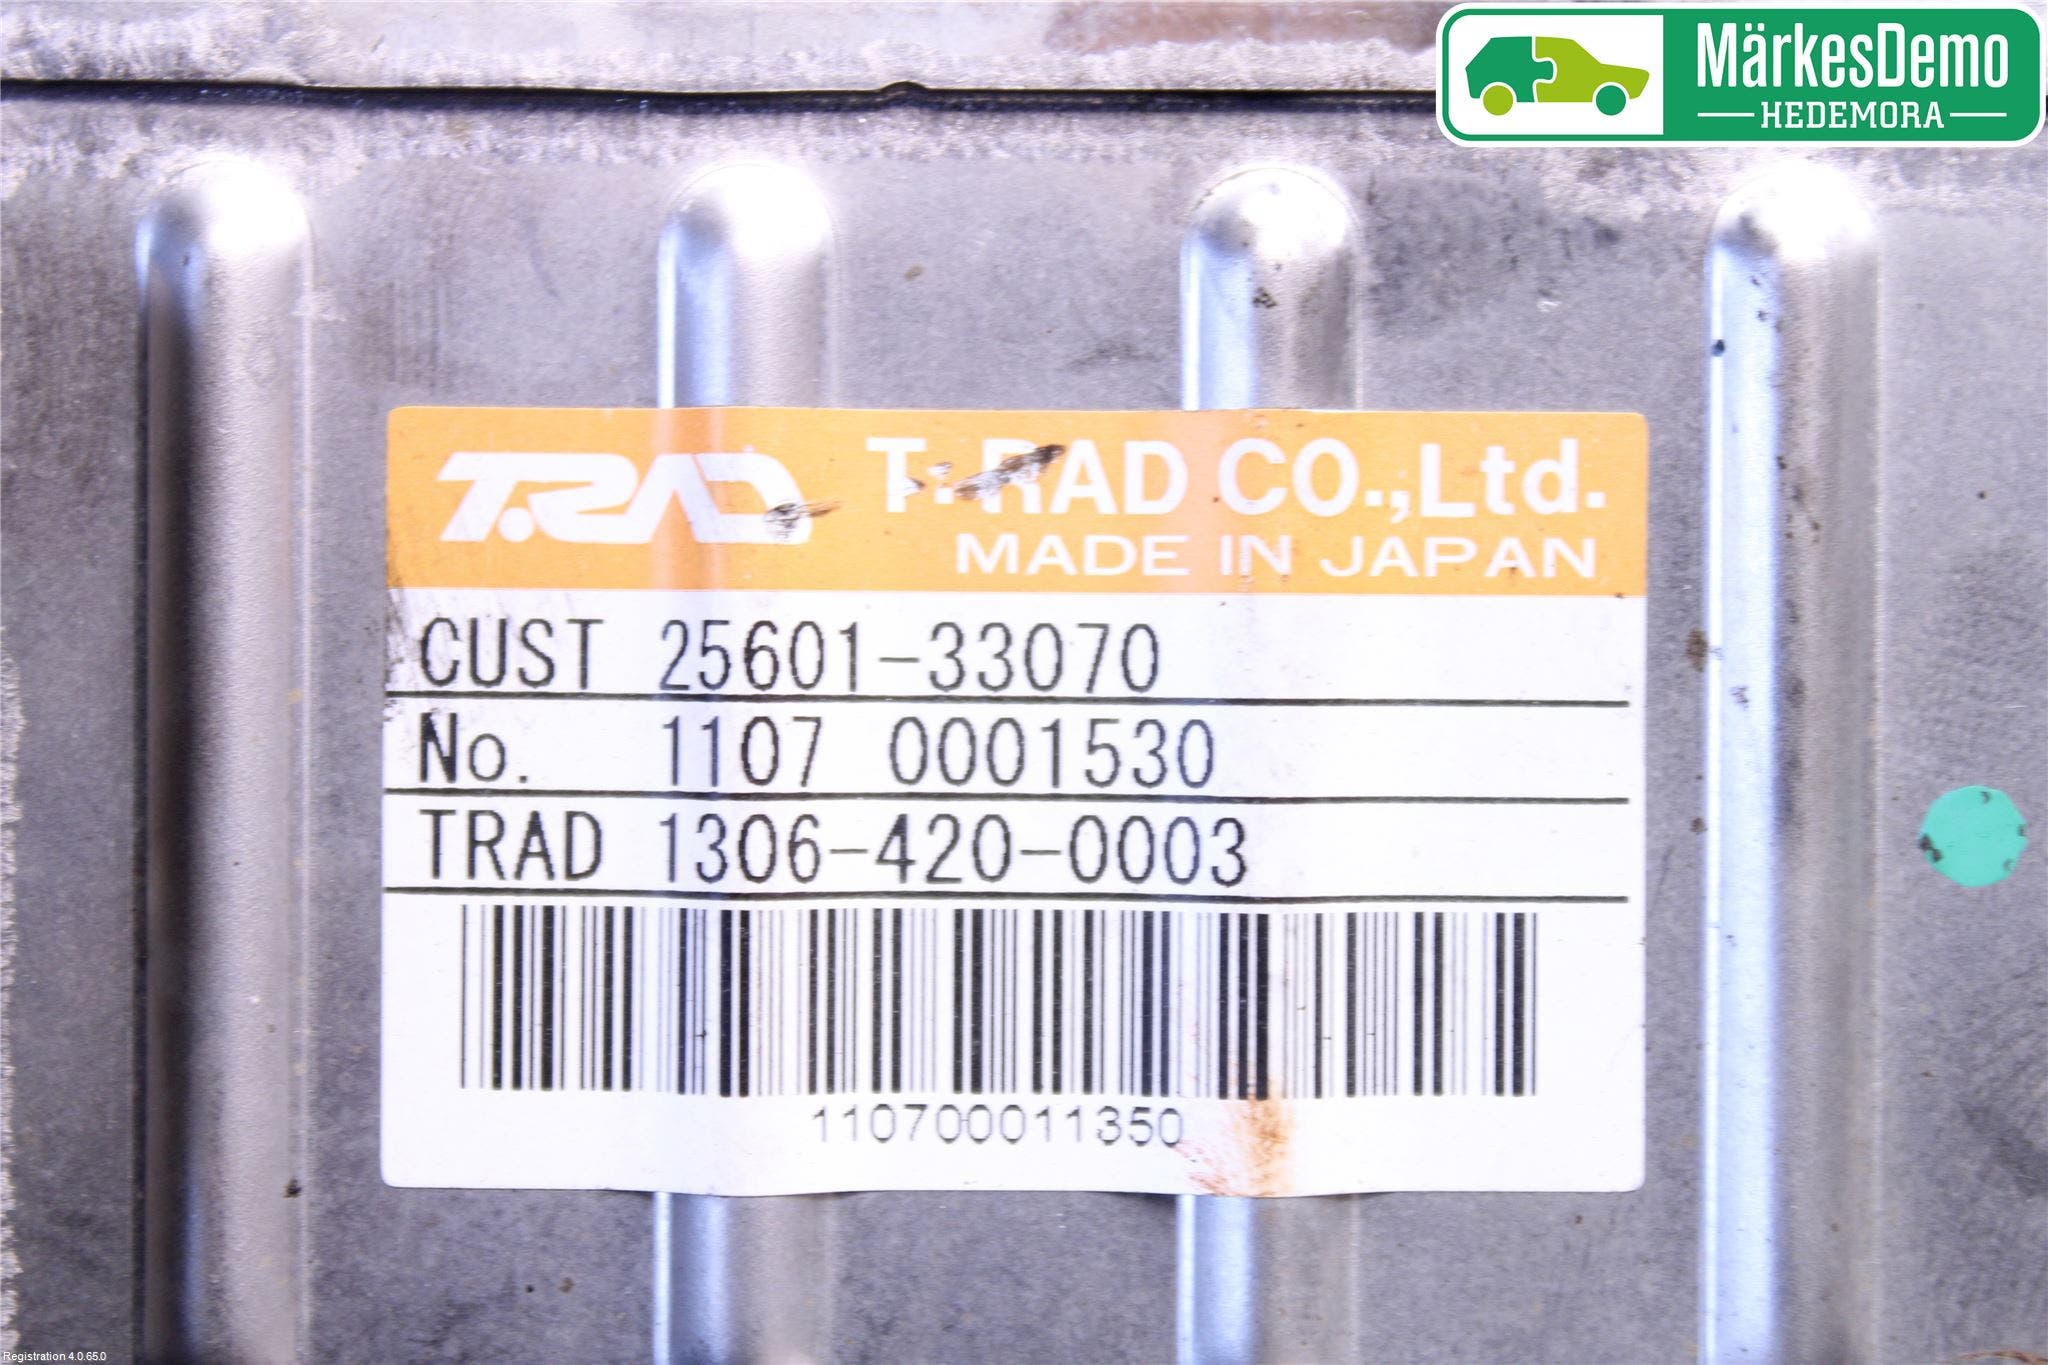 MärkesDemo
HEDEMORA
T.RAD T.RAD CO.,Ltd.
MADE IN JAPAN
CUST 25601-33070
No. 1107 0001530
TRAD 1306-420-0003
110700011350
Registration 4.0.65.0